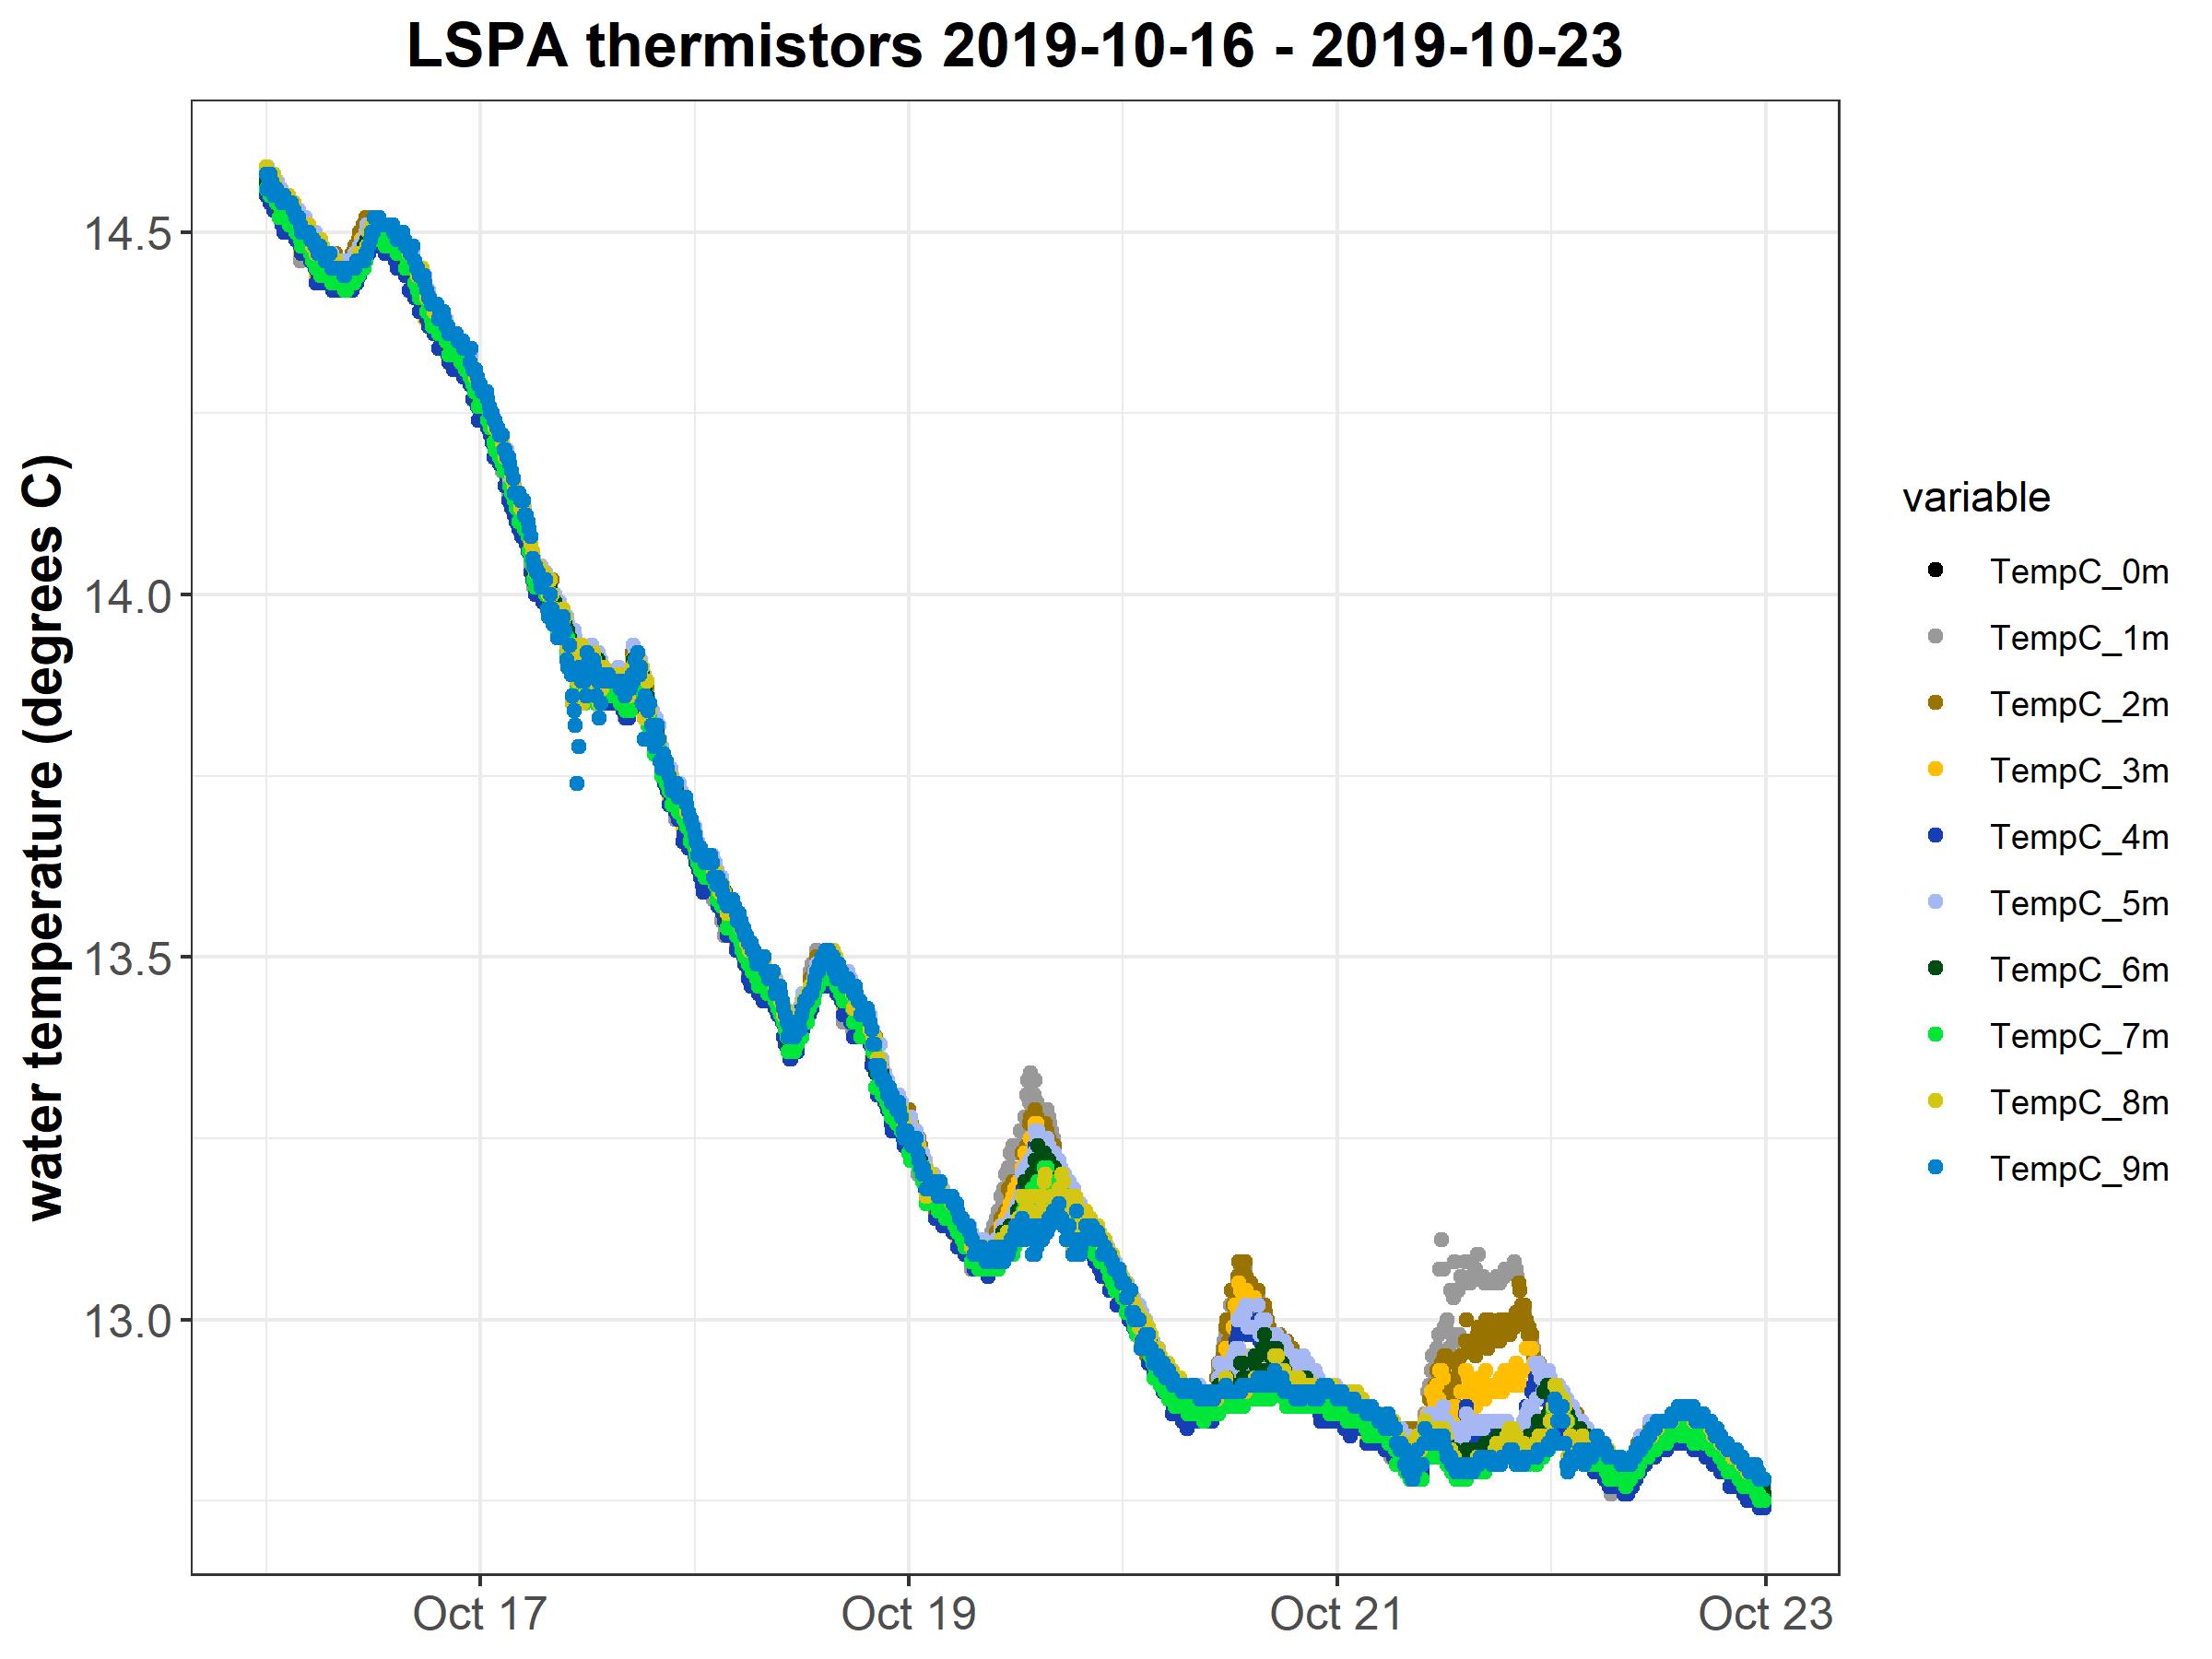 LSPA thermistors 2019-10-16 - 2019-10-23
water temperature (degrees C)
14.5
14.0
13.5
13.0
Oct 17
Oct 19
Oct 21
Oct 23
variable
TempC_0m
TempC_1m
TempC_2m
TempC_3m
TempC_4m
TempC_5m
TempC_6m
TempC_7m
TempC_8m
TempC_9m